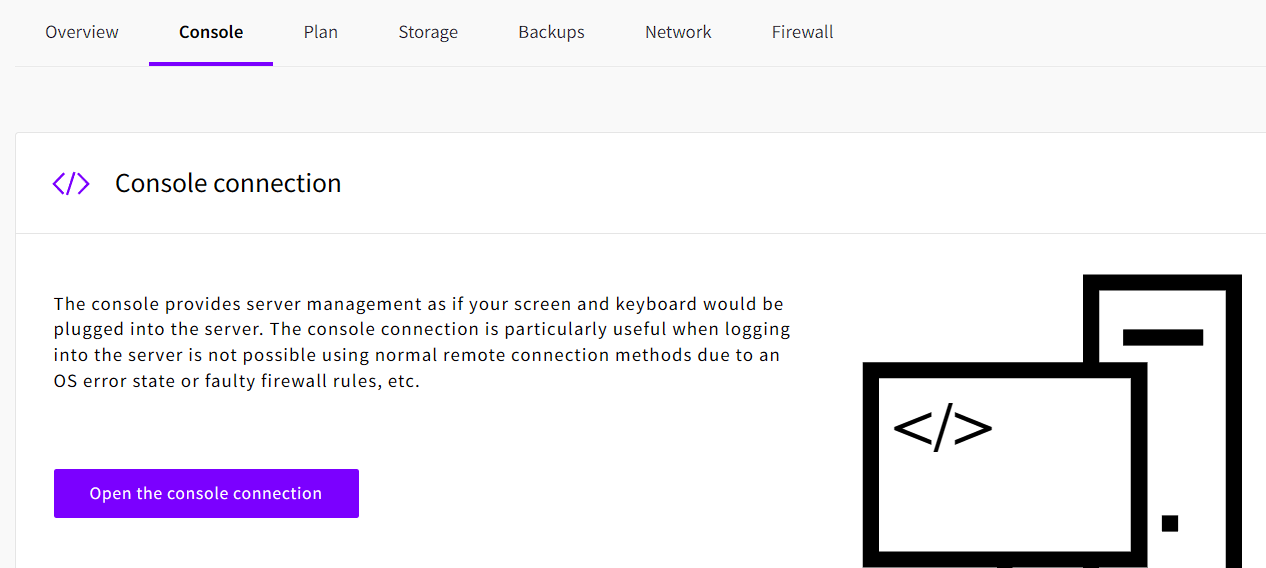 Overview Console Plan Storage Backups Network Firewall
</> Console connection
The console provides server management as if your screen and keyboard would be
plugged into the server. The console connection is particularly useful when logging
into the server is not possible using normal remote connection methods due to an
OS error state or faulty firewall rules, etc.
</>
Open the console connection